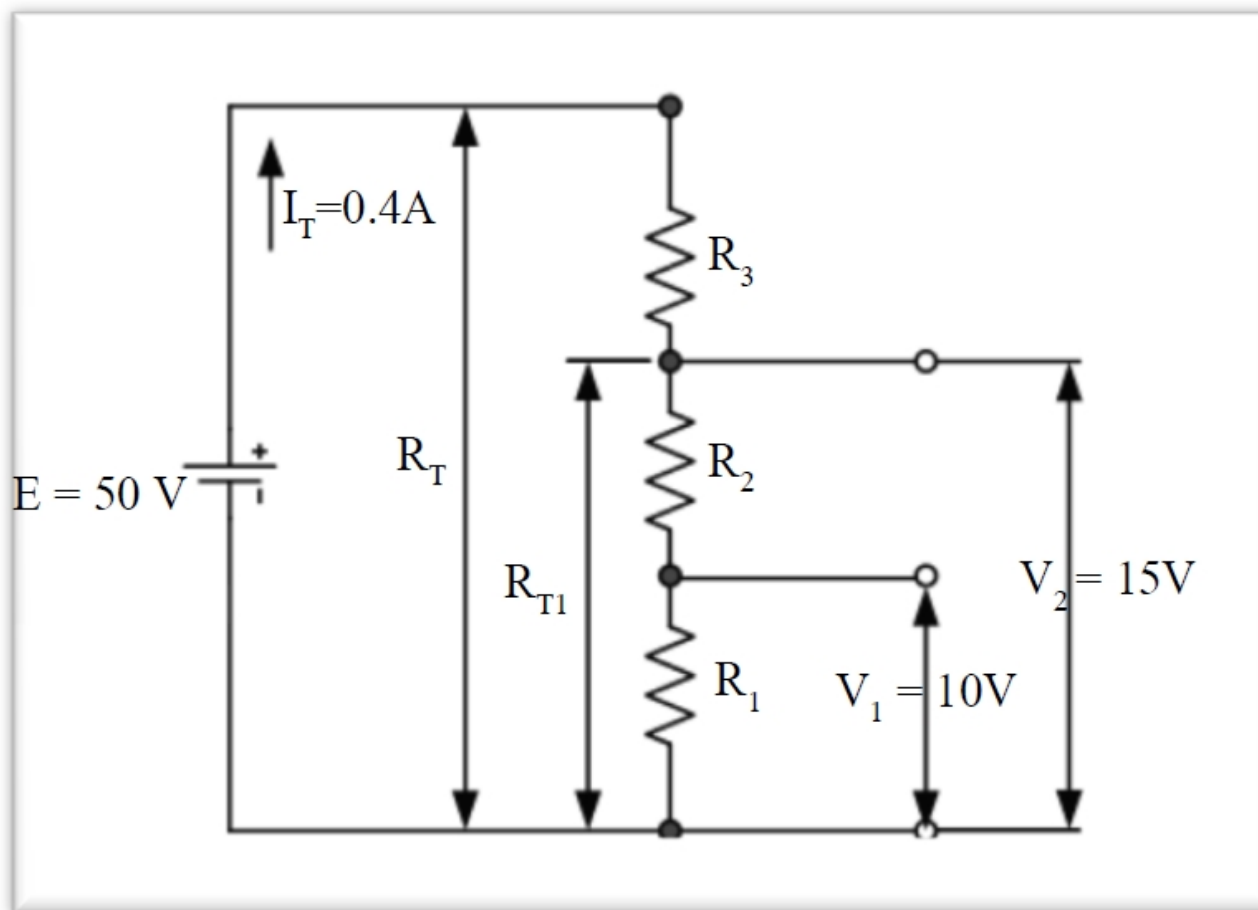 I_T=0.4A
R_3
R_T
R_2
+
-
E = 50 V
R_T1
V_2 = 15V
R_1
V_1 = 10V